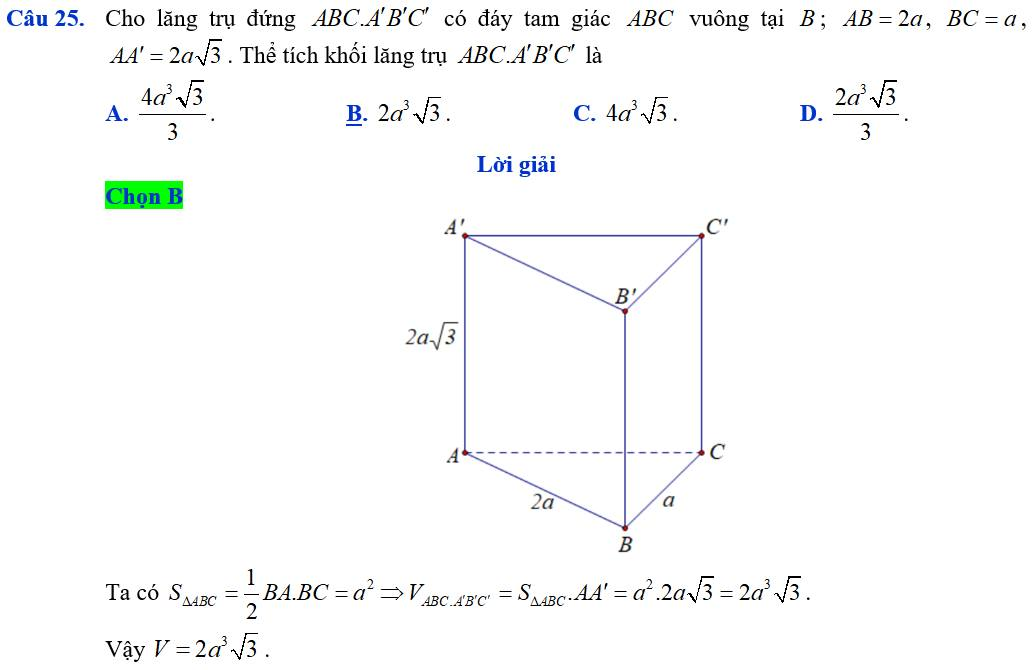 Câu 25. Cho lăng trụ đứng ABC.A'B'C' có đáy tam giác ABC vuông tại B; AB = 2a, BC = a,
AA' = 2a√3. Thể tích khối lăng trụ ABC.A'B'C' là
A. 4a³√3/3. B. 2a³√3. C. 4a³√3. D. 2a³√3/3.
Lời giải
Chọn B
A' C'
B'
2a√3
A C
2a a
B
Ta có S_ΔABC = 1/2 BA.BC = a² ⇒ V_ABC.A'B'C' = S_ΔABC.AA' = a².2a√3 = 2a³√3.
Vậy V = 2a³√3.